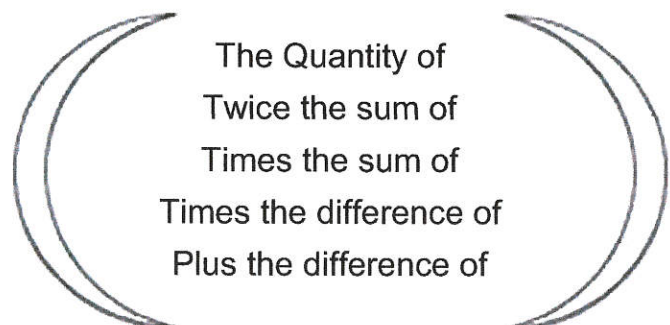 The Quantity of
Twice the sum of
Times the sum of
Times the difference of
Plus the difference of